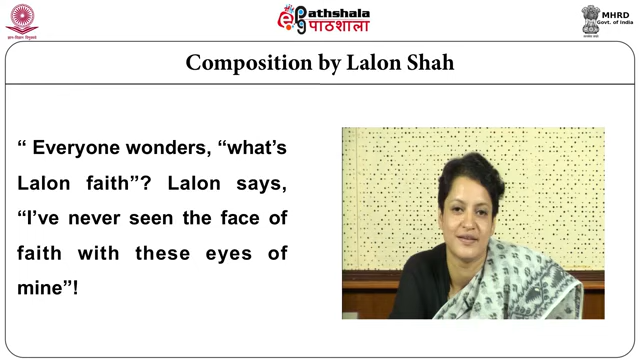 ePathshala
पाठशाला
MHRD
Govt. of India
Composition by Lalon Shah
“ Everyone wonders, “what’s
Lalon faith”? Lalon says,
“I’ve never seen the face of
faith with these eyes of
mine”!